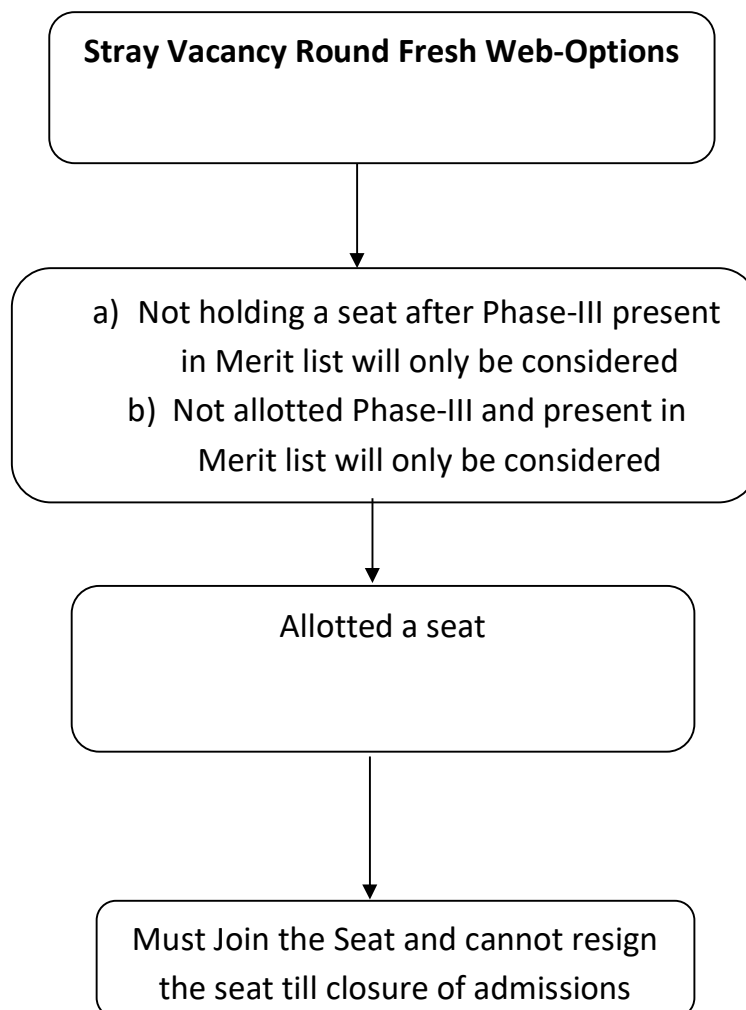 Stray Vacancy Round Fresh Web-Options
a) Not holding a seat after Phase-III present
in Merit list will only be considered
b) Not allotted Phase-III and present in
Merit list will only be considered
Allotted a seat
Must Join the Seat and cannot resign
the seat till closure of admissions